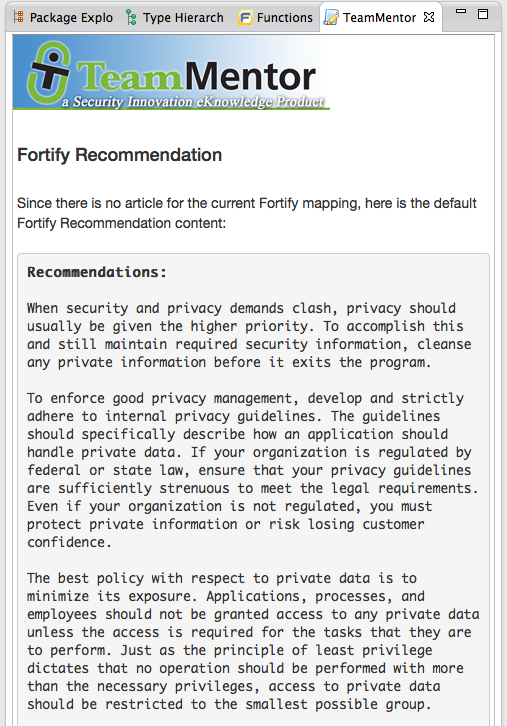 Package Explo Type Hierarch Functions TeamMentor
TeamMentor
a Security Innovation eKnowledge Product
Fortify Recommendation
Since there is no article for the current Fortify mapping, here is the default
Fortify Recommendation content:
Recommendations:
When security and privacy demands clash, privacy should
usually be given the higher priority. To accomplish this
and still maintain required security information, cleanse
any private information before it exits the program.
To enforce good privacy management, develop and strictly
adhere to internal privacy guidelines. The guidelines
should specifically describe how an application should
handle private data. If your organization is regulated by
federal or state law, ensure that your privacy guidelines
are sufficiently strenuous to meet the legal requirements.
Even if your organization is not regulated, you must
protect private information or risk losing customer
confidence.
The best policy with respect to private data is to
minimize its exposure. Applications, processes, and
employees should not be granted access to any private data
unless the access is required for the tasks that they are
to perform. Just as the principle of least privilege
dictates that no operation should be performed with more
than the necessary privileges, access to private data
should be restricted to the smallest possible group.